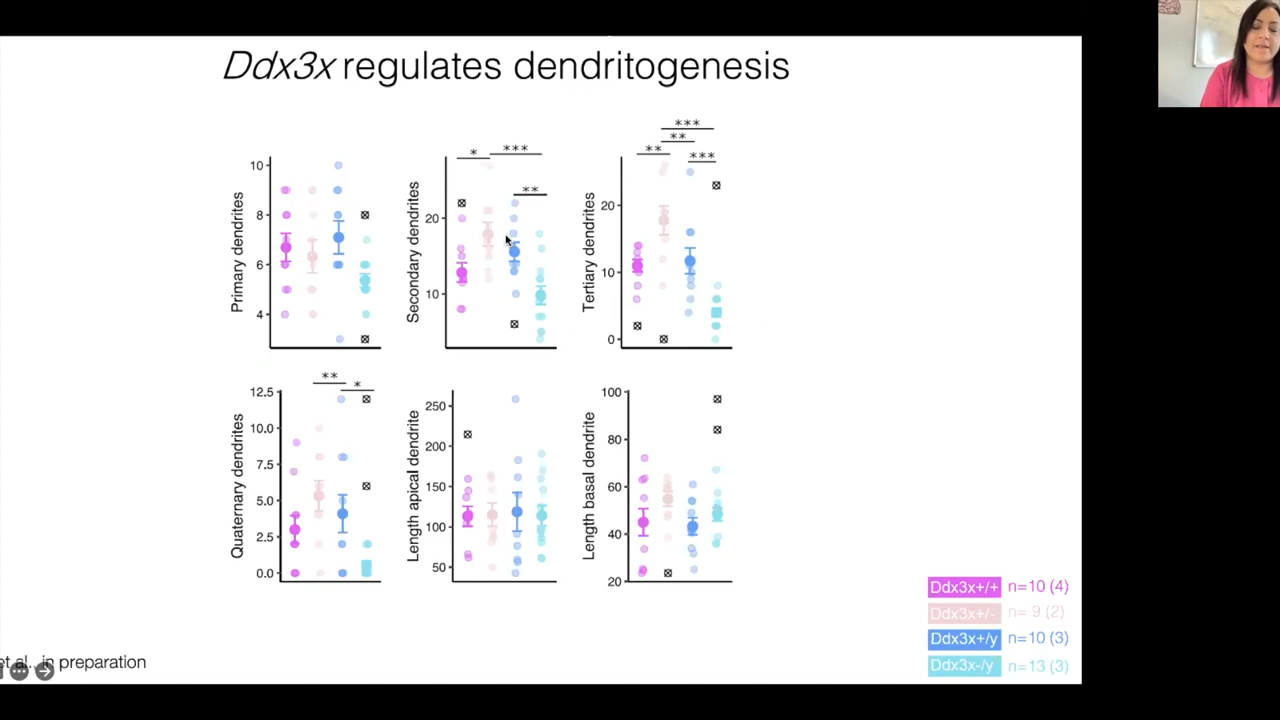 Ddx3x regulates dendritogenesis
Primary dendrites
10
8
6
4
Secondary dendrites
20
10
* ***
**
Tertiary dendrites
20
10
0
***
**
** ***
Quaternary dendrites
12.5
10.0
7.5
5.0
2.5
0.0
** *
Length apical dendrite
250
200
150
100
50
Length basal dendrite
100
80
60
40
20
Ddx3x+/+ n=10 (4)
Ddx3x+/- n= 9 (2)
Ddx3x+/y n=10 (3)
Ddx3x-/y n=13 (3)
et al., in preparation